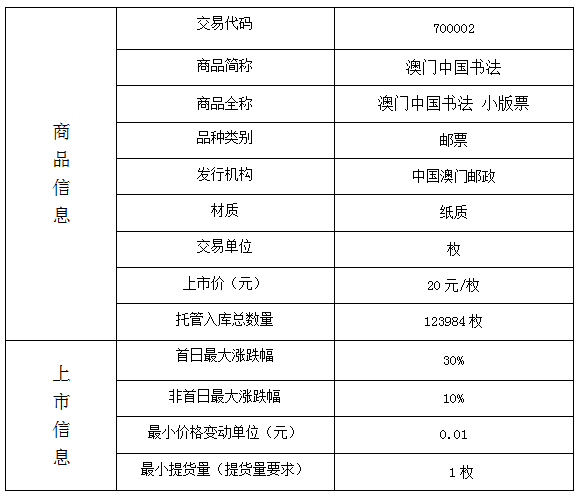 商品信息
交易代码 700002
商品简称 澳门中国书法
商品全称 澳门中国书法 小版票
品种类别 邮票
发行机构 中国澳门邮政
材质 纸质
交易单位 枚
上市价（元） 20元/枚
托管入库总数量 123984枚
上市信息
首日最大涨跌幅 30%
非首日最大涨跌幅 10%
最小价格变动单位（元） 0.01
最小提货量（提货量要求） 1枚